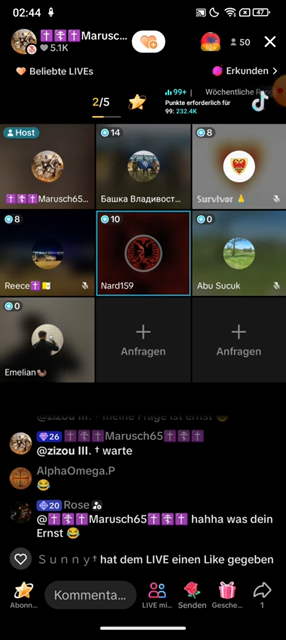 02:44
47
✝️☦️✝️Marusc...
5.1K
50
Beliebte LIVEs
Erkunden >
2/5
99+
Wöchentliche
Punkte erforderlich für
99: 232.4K
Host
14
8
✝️☦️✝️Marusch65...
Башка Владивост...
Survivor 🙏
8
10
0
Reece✝️🇻🇦
Nard159
Abu Sucuk
0
Emelian🦦
Anfragen
Anfragen
meine Frage ist ernst 😂
26 ✝️☦️✝️Marusch65✝️☦️✝️
@zizou III. † warte
AlphaOmega.P
😂
20 Rose
@✝️☦️✝️Marusch65✝️☦️✝️ hahha was dein
Ernst 😂
S u n n y † hat dem LIVE einen Like gegeben
Abonn...
Kommenta...
LIVE mi...
Senden
Gesche...
1